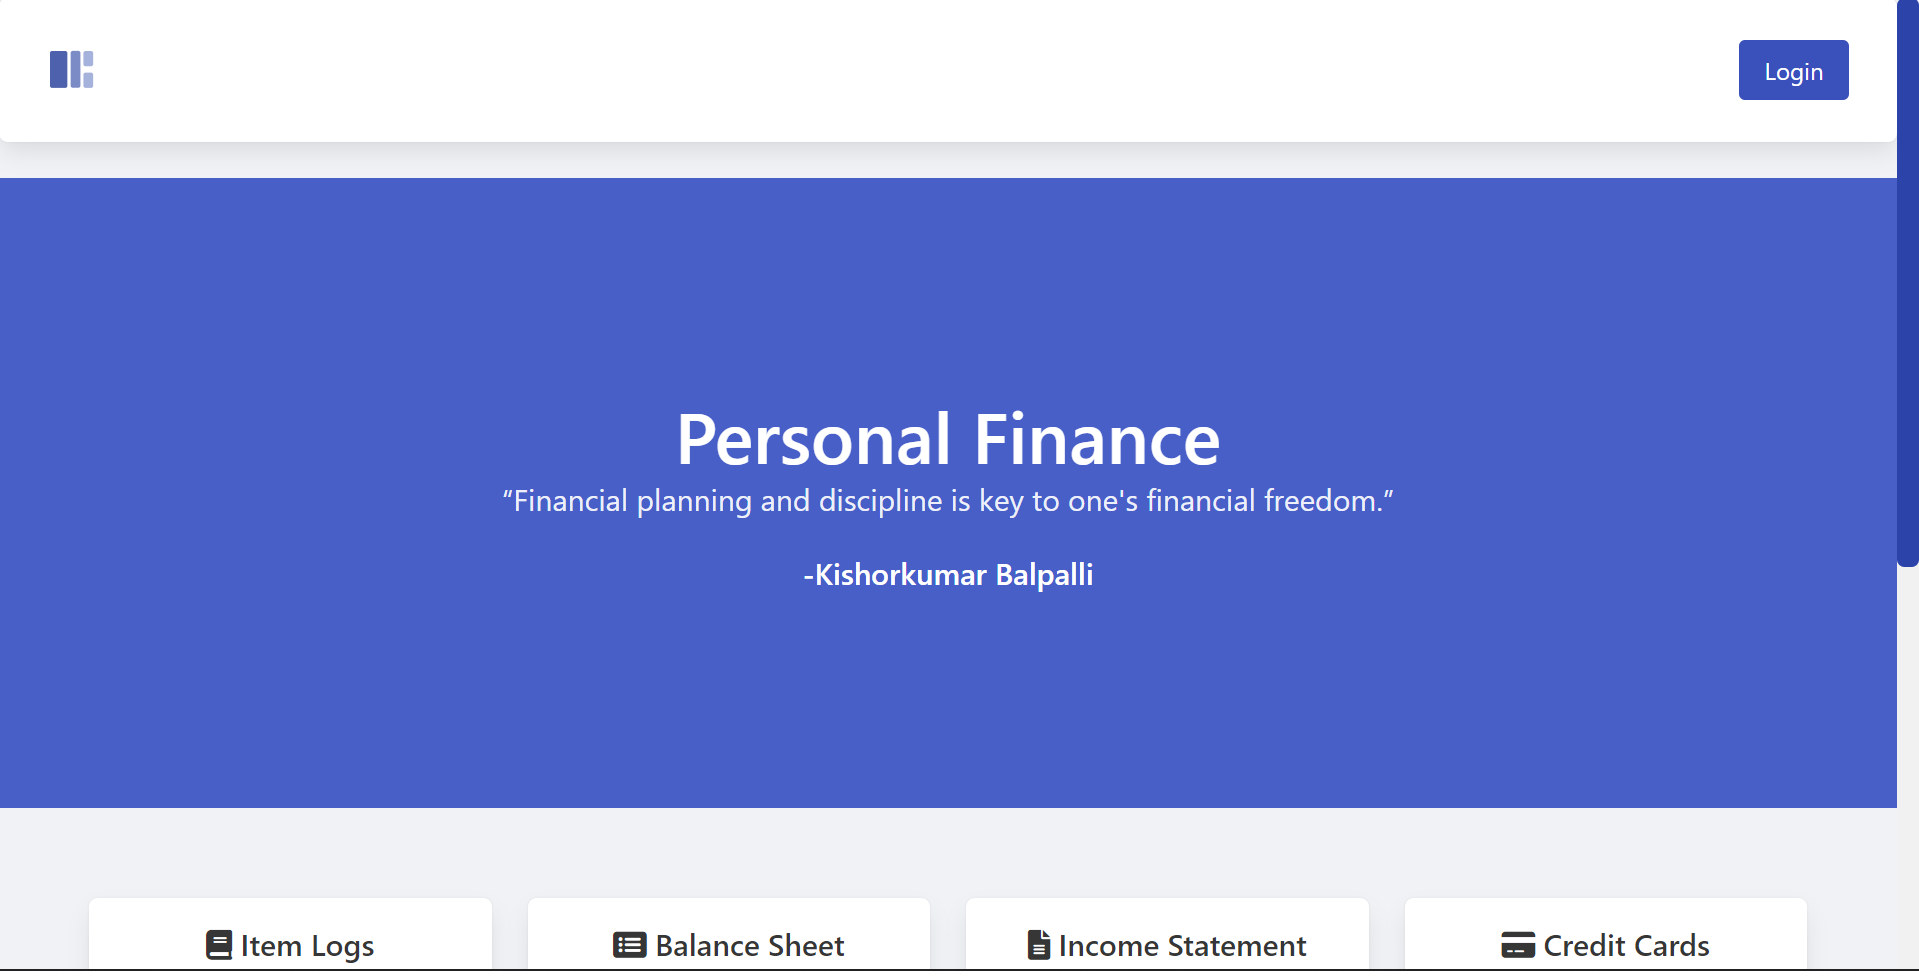 Login
Personal Finance
“Financial planning and discipline is key to one's financial freedom.”
-Kishorkumar Balpalli
Item Logs
Balance Sheet
Income Statement
Credit Cards